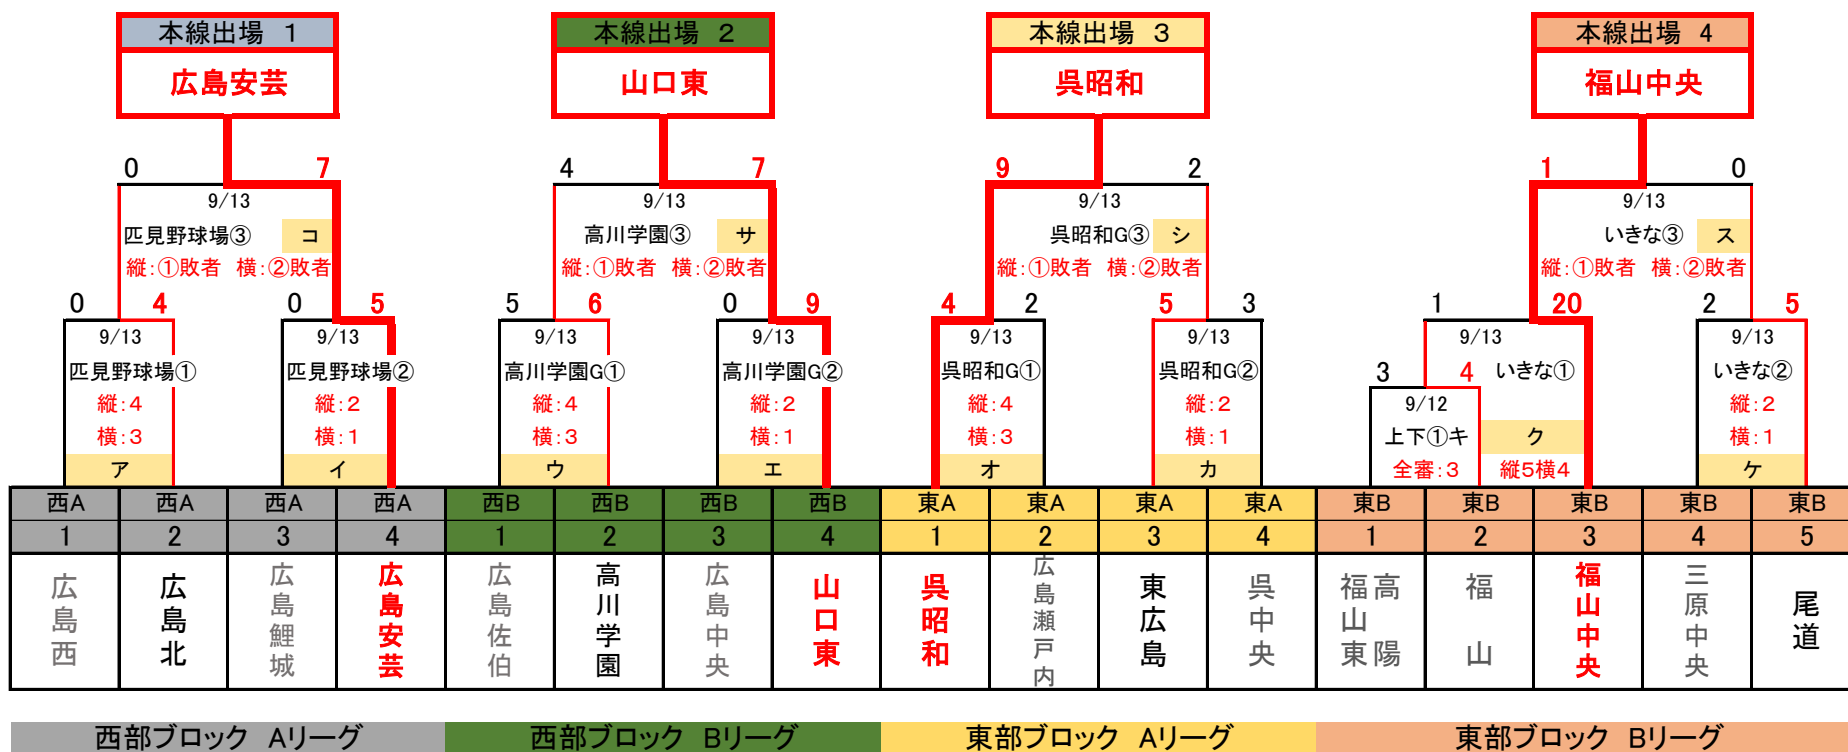 本線出場 1 本線出場 2 本線出場 3 本線出場 4
広島安芸 山口東 呉昭和 福山中央
0 7 4 7 9 2 1 0
9/13 9/13 9/13 9/13
匹見野球場③ コ 高川学園③ サ 呉昭和G③ シ いきな③ ス
縦:①敗者 横:②敗者 縦:①敗者 横:②敗者 縦:①敗者 横:②敗者 縦:①敗者 横:②敗者
0 4 0 5 5 6 0 9 4 2 5 3 1 20 2 5
9/13 9/13 9/13 9/13 9/13 9/13 9/13 9/13
匹見野球場① 匹見野球場② 高川学園G① 高川学園G② 呉昭和G① 呉昭和G② 3 4 いきな① いきな②
縦:4 縦:2 縦:4 縦:2 縦:4 縦:2 9/12 縦:2
横:3 横:1 横:3 横:1 横:3 横:1 上下①キ ク 横:1
ア イ ウ エ オ カ 全審:3 縦5横4 ケ
西A 西A 西A 西A 西B 西B 西B 西B 東A 東A 東A 東A 東B 東B 東B 東B 東B
1 2 3 4 1 2 3 4 1 2 3 4 1 2 3 4 5
広島西 広島北 広島鯉城 広島安芸 広島佐伯 高川学園 広島中央 山口東 呉昭和 広島瀬戸内 東広島 呉中央 福山東 高陽 福山 福山中央 三原中央 尾道
西部ブロック Aリーグ 西部ブロック Bリーグ 東部ブロック Aリーグ 東部ブロック Bリーグ